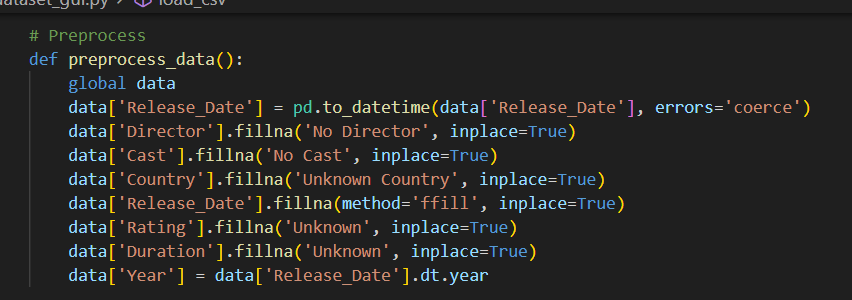 dataset_gui.py > load_csv
# Preprocess
def preprocess_data():
    global data
    data['Release_Date'] = pd.to_datetime(data['Release_Date'], errors='coerce')
    data['Director'].fillna('No Director', inplace=True)
    data['Cast'].fillna('No Cast', inplace=True)
    data['Country'].fillna('Unknown Country', inplace=True)
    data['Release_Date'].fillna(method='ffill', inplace=True)
    data['Rating'].fillna('Unknown', inplace=True)
    data['Duration'].fillna('Unknown', inplace=True)
    data['Year'] = data['Release_Date'].dt.year